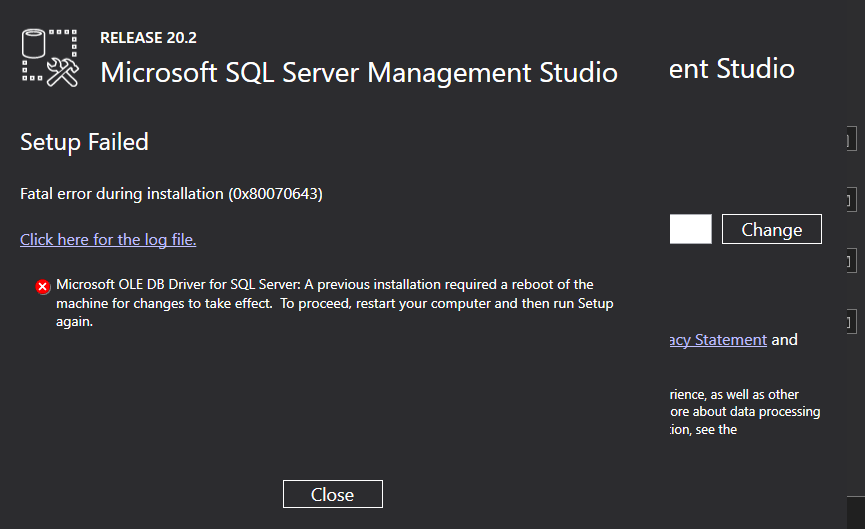 RELEASE 20.2
Microsoft SQL Server Management Studio
ent Studio
Setup Failed
Fatal error during installation (0x80070643)
Change
Click here for the log file.
Microsoft OLE DB Driver for SQL Server: A previous installation required a reboot of the
machine for changes to take effect. To proceed, restart your computer and then run Setup
again.
acy Statement and
rience, as well as other
ore about data processing
tion, see the
Close